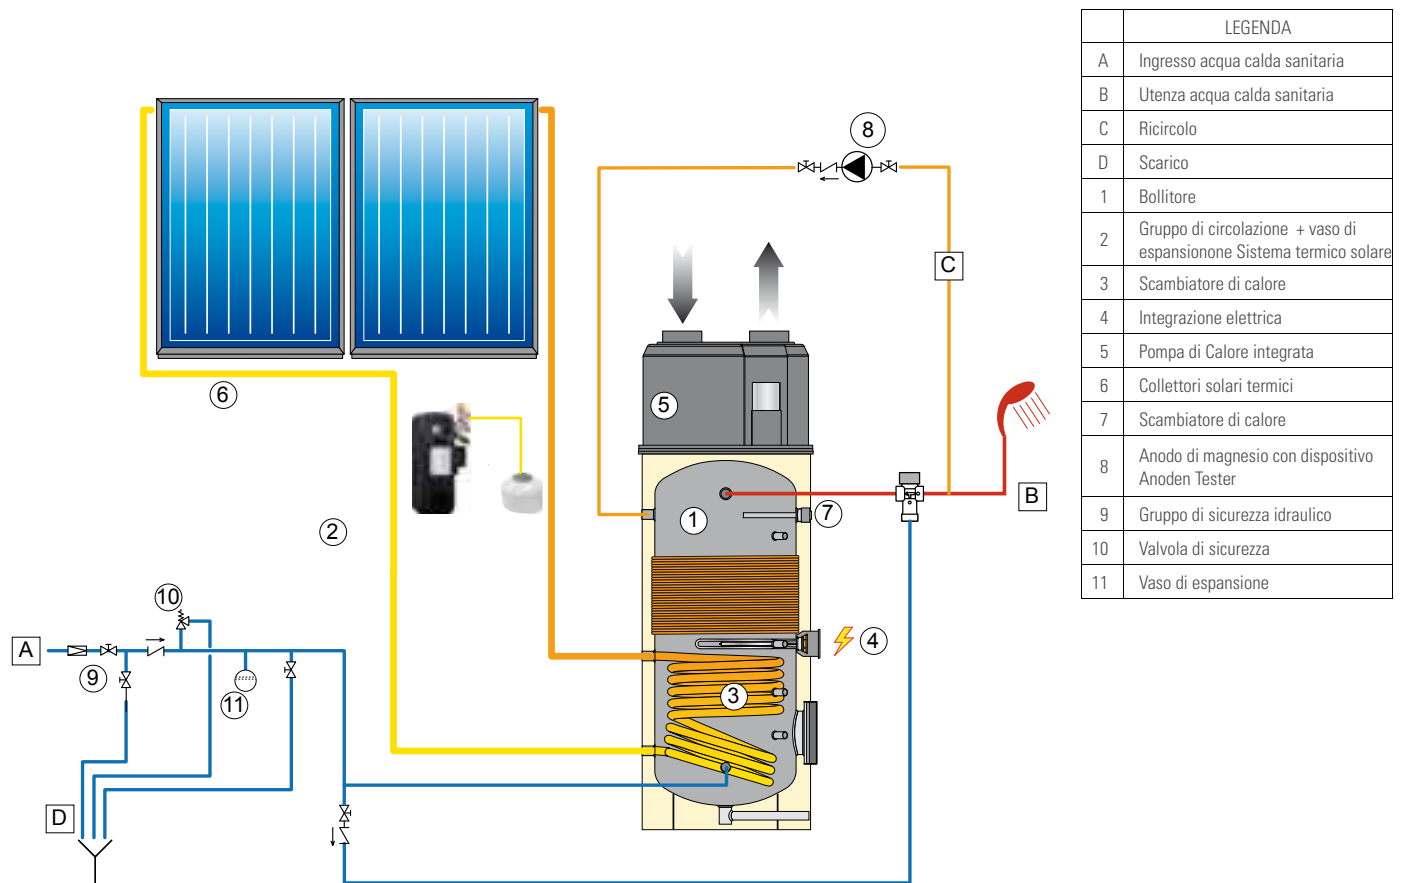 LEGENDA
A Ingresso acqua calda sanitaria
B Utenza acqua calda sanitaria
C Ricircolo
D Scarico
1 Bollitore
2 Gruppo di circolazione + vaso di
espansionone Sistema termico solare
3 Scambiatore di calore
4 Integrazione elettrica
5 Pompa di Calore integrata
6 Collettori solari termici
7 Scambiatore di calore
8 Anodo di magnesio con dispositivo
Anoden Tester
9 Gruppo di sicurezza idraulico
10 Valvola di sicurezza
11 Vaso di espansione
8
C
6
5
B
7
1
2
10
A
9
11
4
3
D